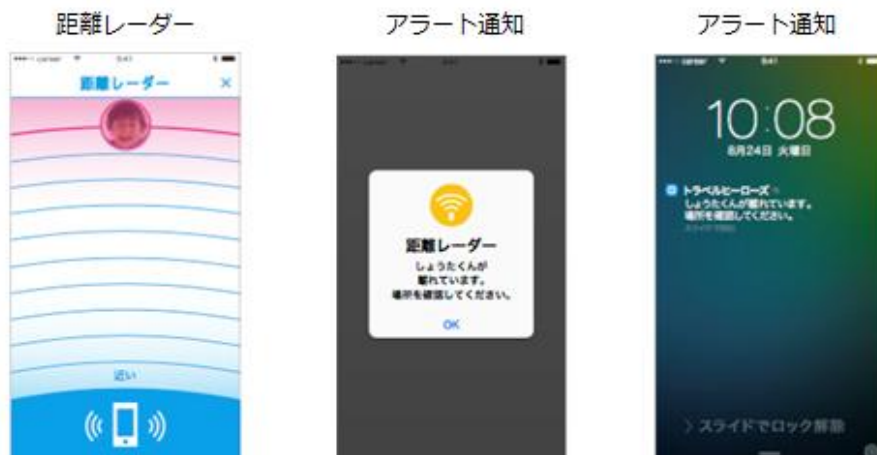 距離レーダー
アラート通知
アラート通知
9:41
距離レーダー ×
近い
距離レーダー
しょうたくんが
離れています。
場所を確認してください。
OK
9:41
10:08
8月24日 火曜日
トラベルヒーローズ
しょうたくんが離れています。
場所を確認してください。
> スライドでロック解除